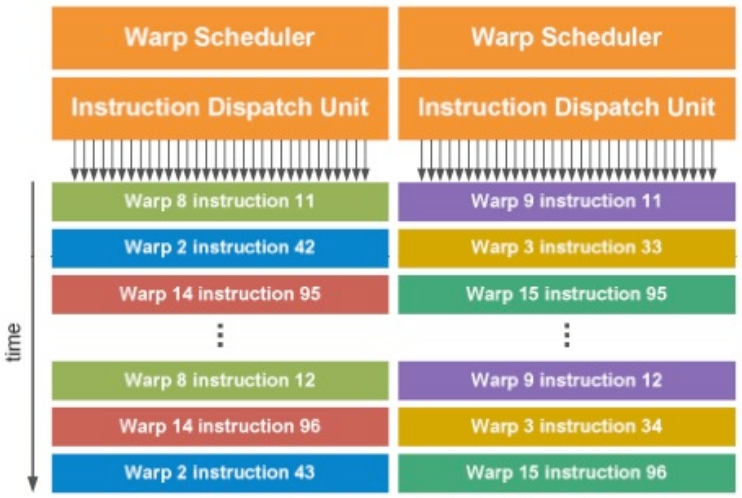 Warp Scheduler
Instruction Dispatch Unit
Warp 8 instruction 11
Warp 2 instruction 42
Warp 14 instruction 95
Warp 8 instruction 12
Warp 14 instruction 96
Warp 2 instruction 43
Warp Scheduler
Instruction Dispatch Unit
Warp 9 instruction 11
Warp 3 instruction 33
Warp 15 instruction 95
Warp 9 instruction 12
Warp 3 instruction 34
Warp 15 instruction 96
time